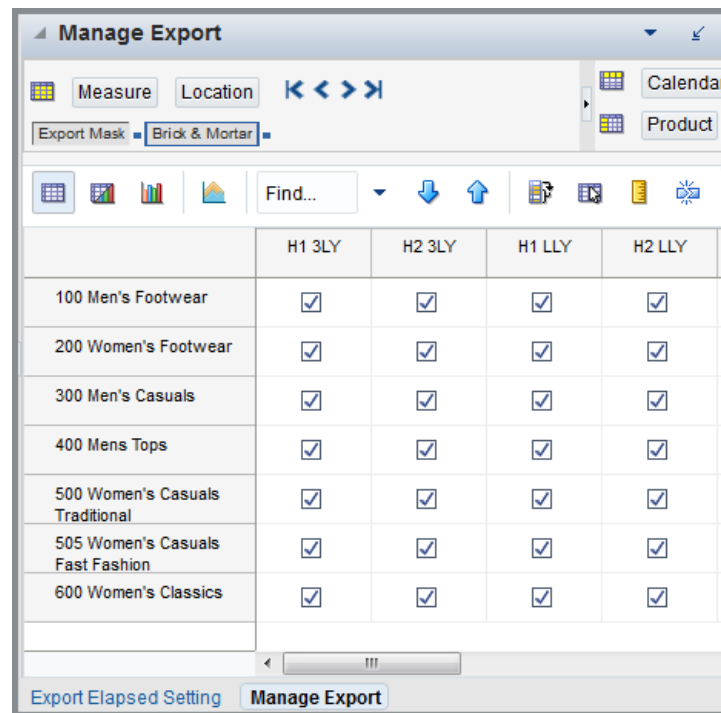 Manage Export
Measure Location
Calendar
Export Mask Brick & Mortar
Product
Find...
H1 3LY H2 3LY H1 LLY H2 LLY
100 Men's Footwear
200 Women's Footwear
300 Men's Casuals
400 Mens Tops
500 Women's Casuals
Traditional
505 Women's Casuals
Fast Fashion
600 Women's Classics
Export Elapsed Setting Manage Export